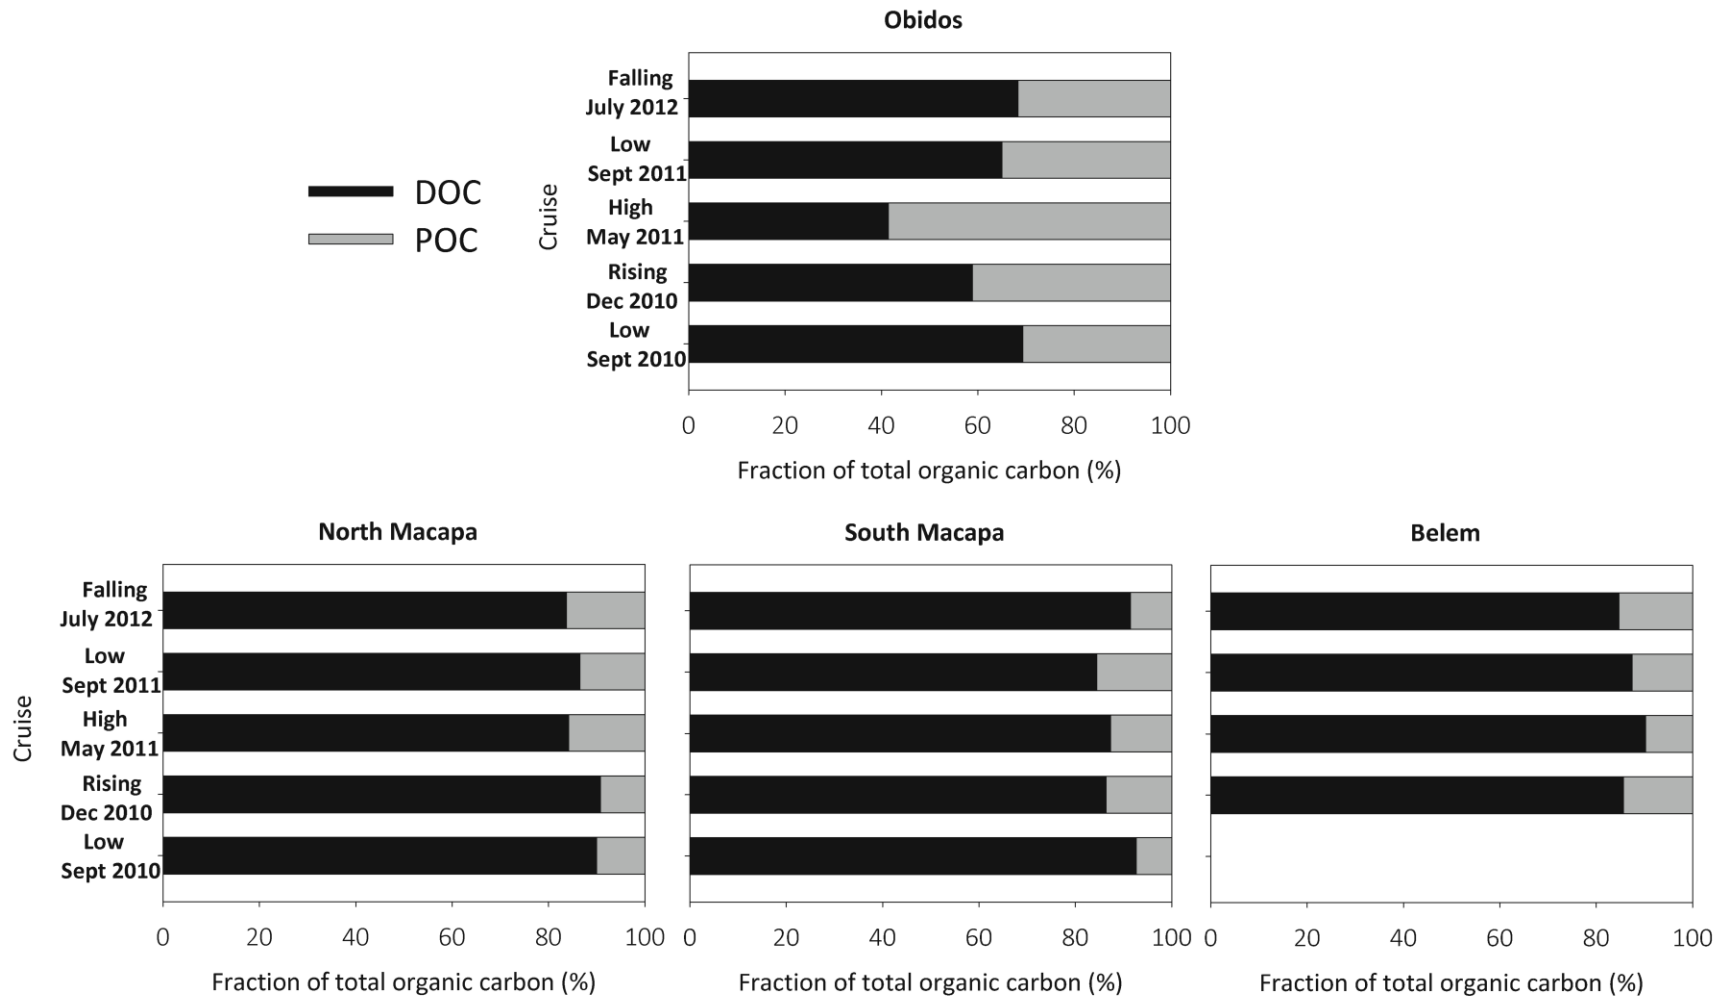 Obidos
Falling
July 2012
Low
Sept 2011
High
May 2011
Rising
Dec 2010
Low
Sept 2010
Cruise
DOC
POC
0 20 40 60 80 100
Fraction of total organic carbon (%)
North Macapa
South Macapa
Belem
Falling
July 2012
Low
Sept 2011
High
May 2011
Rising
Dec 2010
Low
Sept 2010
Cruise
0 20 40 60 80 100
0 20 40 60 80 100
0 20 40 60 80 100
Fraction of total organic carbon (%)
Fraction of total organic carbon (%)
Fraction of total organic carbon (%)